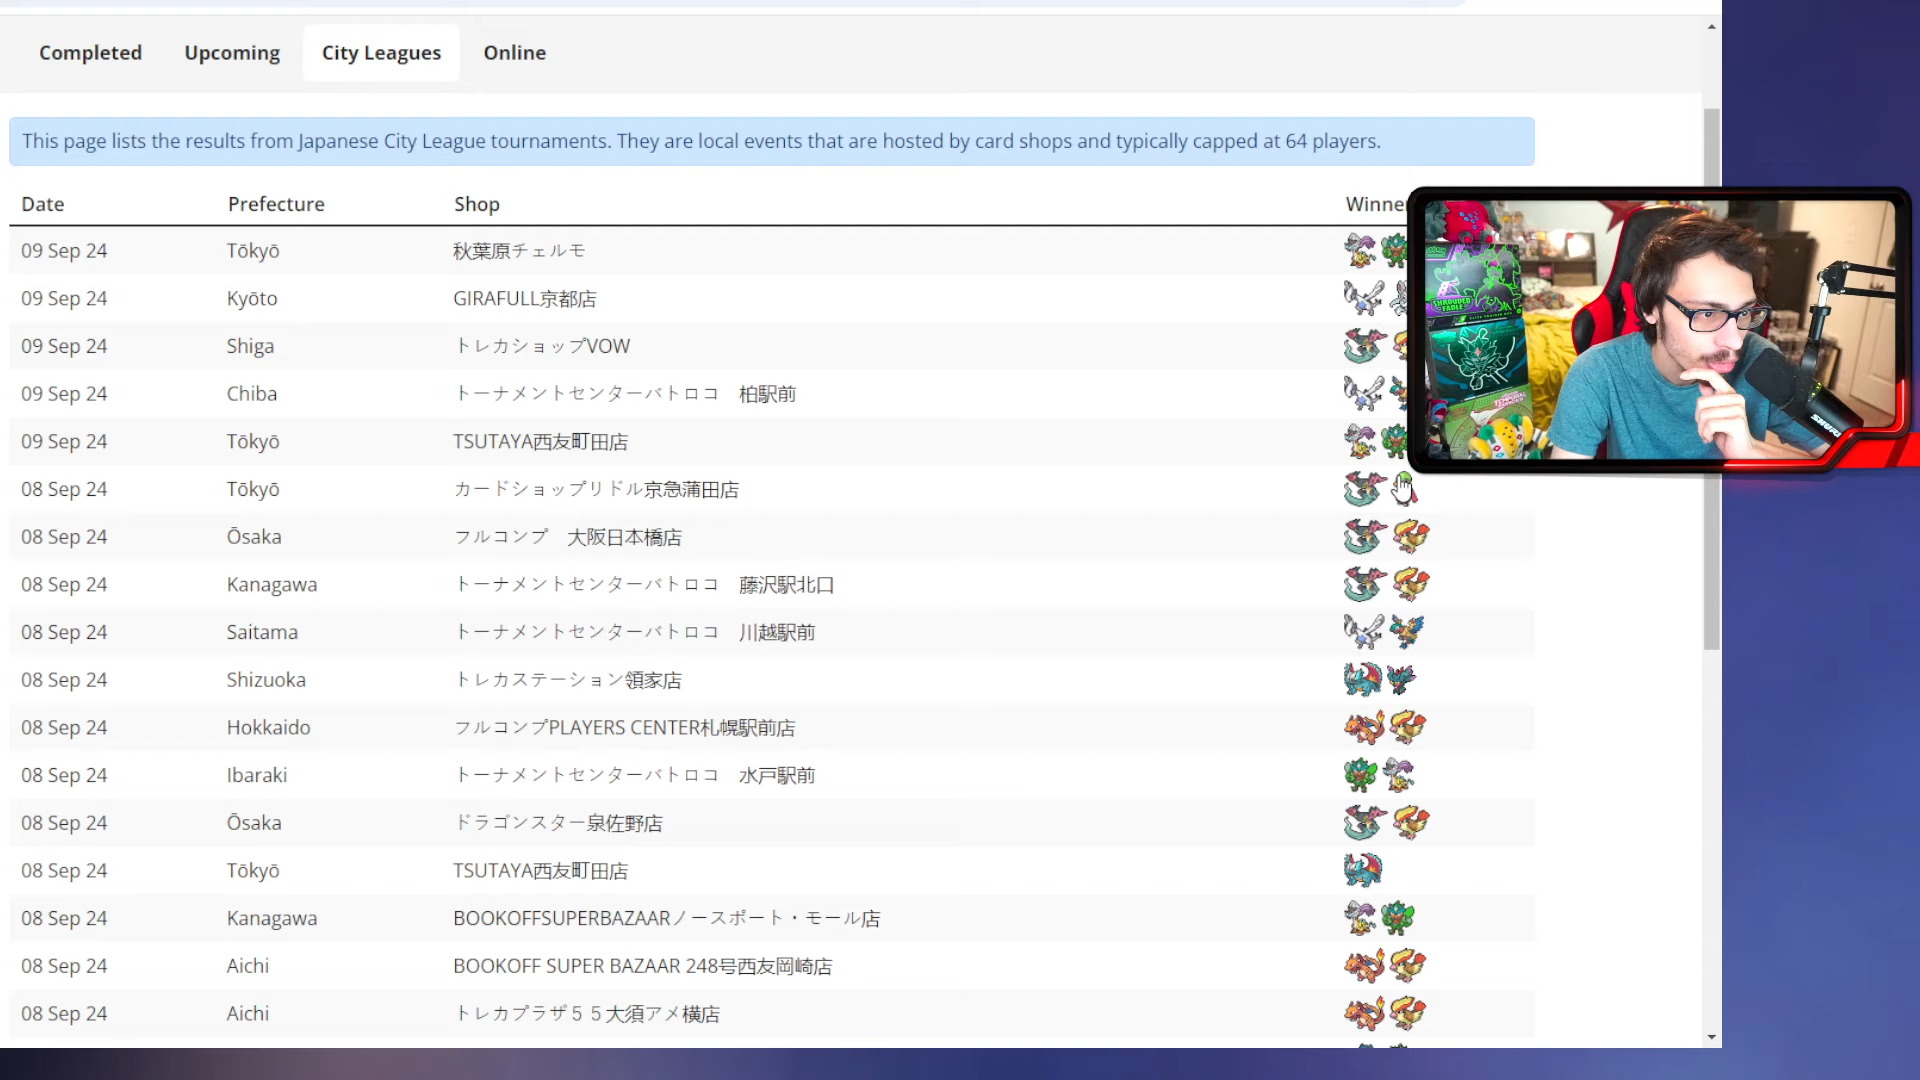 Completed Upcoming City Leagues Online
This page lists the results from Japanese City League tournaments. They are local events that are hosted by card shops and typically capped at 64 players.
Date Prefecture Shop Winner
09 Sep 24 Tōkyō 秋葉原チェルモ
09 Sep 24 Kyōto GIRAFULL京都店
09 Sep 24 Shiga トレカショップVOW
09 Sep 24 Chiba トーナメントセンターバトロコ　柏駅前
09 Sep 24 Tōkyō TSUTAYA西友町田店
08 Sep 24 Tōkyō カードショップリドル京急蒲田店
08 Sep 24 Ōsaka フルコンプ　大阪日本橋店
08 Sep 24 Kanagawa トーナメントセンターバトロコ　藤沢駅北口
08 Sep 24 Saitama トーナメントセンターバトロコ　川越駅前
08 Sep 24 Shizuoka トレカステーション領家店
08 Sep 24 Hokkaido フルコンプPLAYERS CENTER札幌駅前店
08 Sep 24 Ibaraki トーナメントセンターバトロコ　水戸駅前
08 Sep 24 Ōsaka ドラゴンスター泉佐野店
08 Sep 24 Tōkyō TSUTAYA西友町田店
08 Sep 24 Kanagawa BOOKOFFSUPERBAZAARノースポート・モール店
08 Sep 24 Aichi BOOKOFF SUPER BAZAAR 248号西友岡崎店
08 Sep 24 Aichi トレカプラザ５５大須アメ横店
SHROUDED FABLE